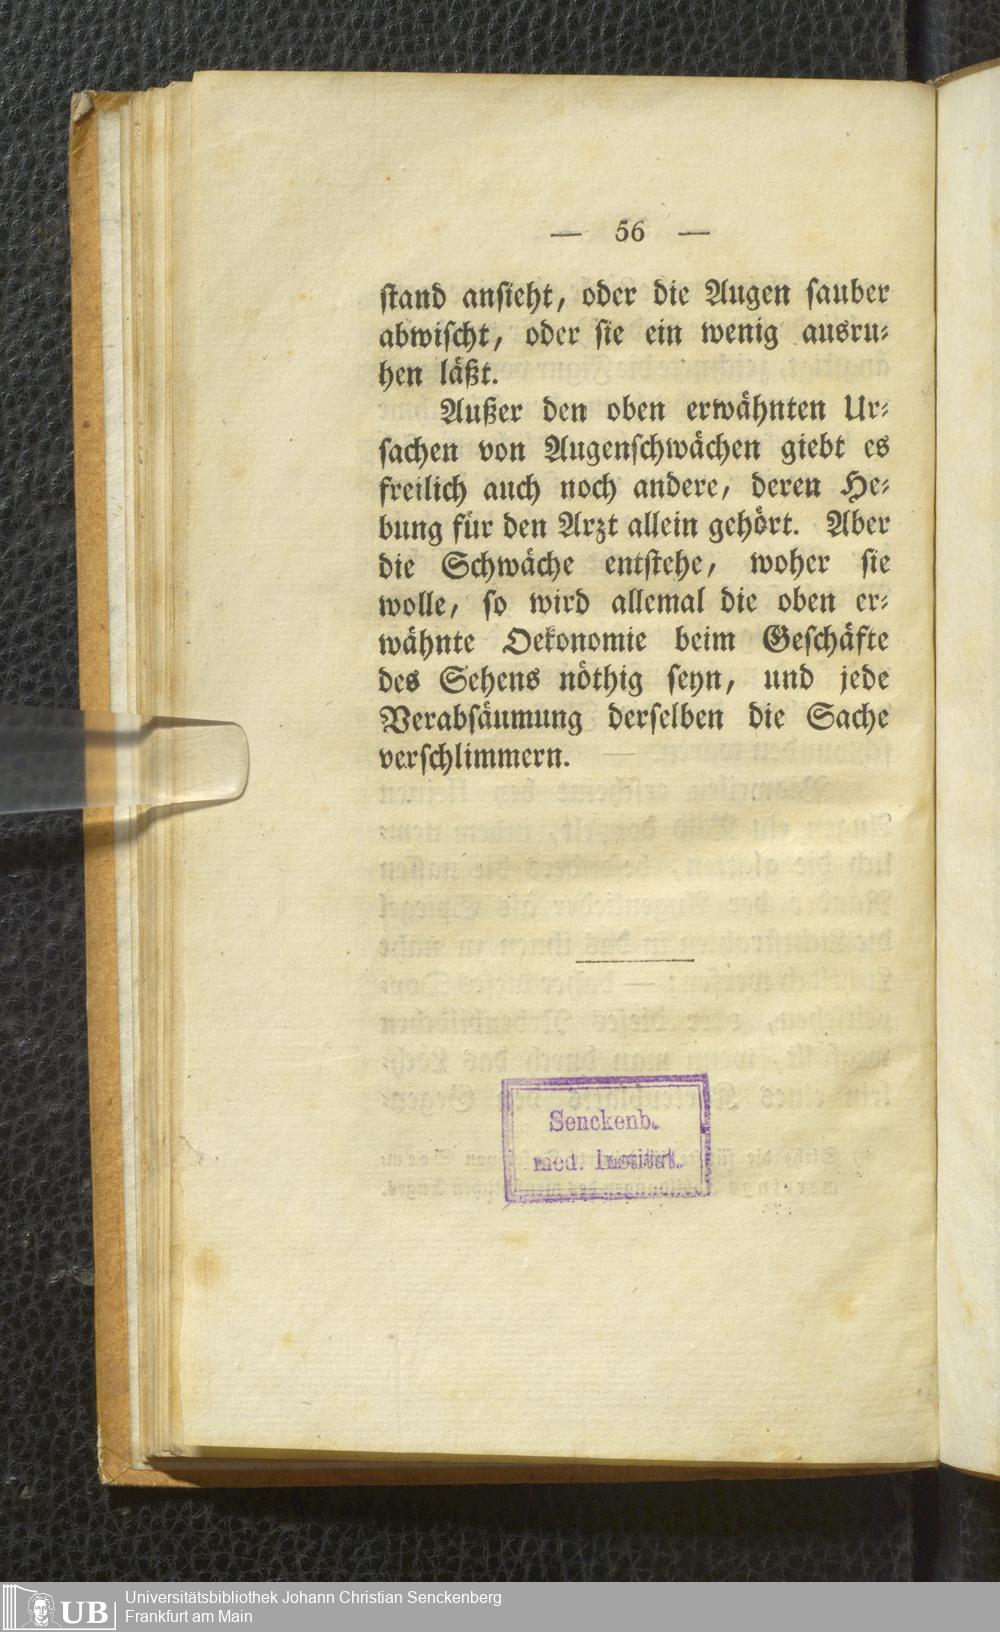 — 56 —
stand ansieht, oder die Augen sauber
abwischt, oder sie ein wenig ausru-
hen läßt.
Außer den oben erwähnten Ur-
sachen von Augenschwächen giebt es
freilich auch noch andere, deren He-
bung für den Arzt allein gehört. Aber
die Schwäche entstehe, woher sie
wolle, so wird allemal die oben er-
wähnte Oekonomie beim Geschäfte
des Sehens nöthig seyn, und jede
Verabsäumung derselben die Sache
verschlimmern.
Senckenb.
med. Institut.
UB
Universitätsbibliothek Johann Christian Senckenberg
Frankfurt am Main